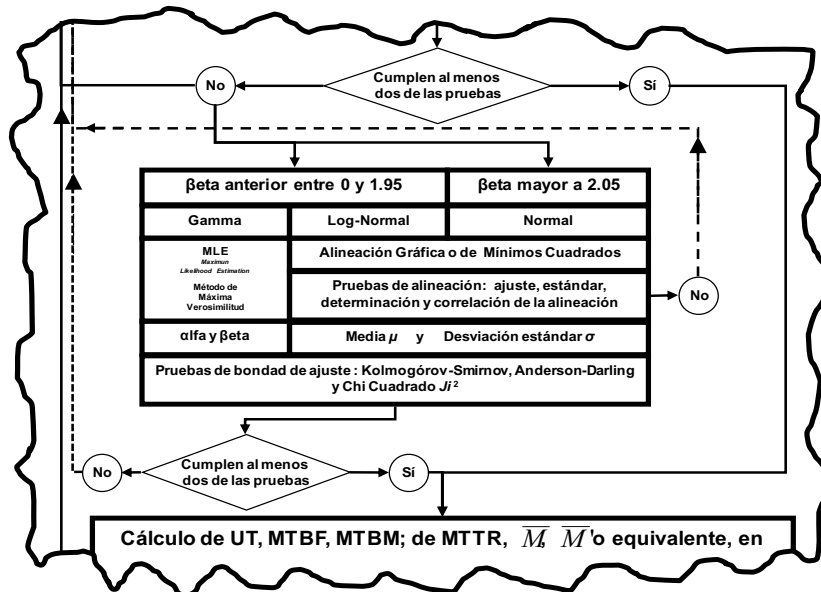 Cumplen al menos
dos de las pruebas
No
Sí
βeta anterior entre 0 y 1.95
βeta mayor a 2.05
Gamma
Log-Normal
Normal
MLE
Maximun
Likelihood Estimation
Método de
Máxima
Verosimilitud
Alineación Gráfica o de Mínimos Cuadrados
Pruebas de alineación: ajuste, estándar,
determinación y correlación de la alineación
No
αlfa y βeta
Media μ y Desviación estándar σ
Pruebas de bondad de ajuste : Kolmogórov-Smirnov, Anderson-Darling
y Chi Cuadrado Ji ²
No
Cumplen al menos
dos de las pruebas
Sí
Cálculo de UT, MTBF, MTBM; de MTTR, M̅, M̅' o equivalente, en